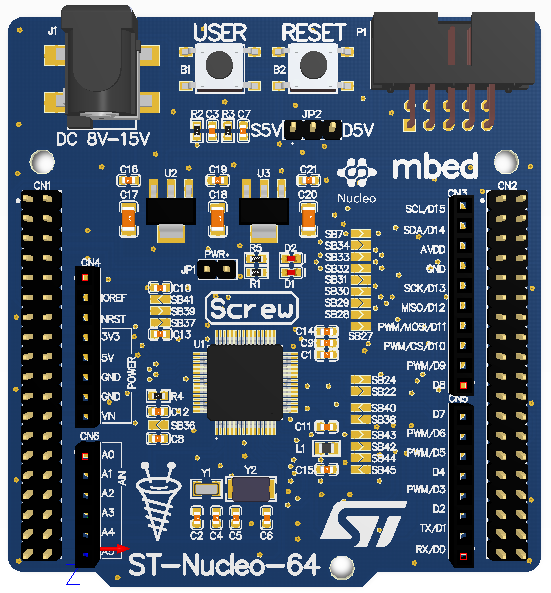 J1
USER
RESET
P1
B1
B2
R2 C3 R3 C7
JP2
S5V
D5V
DC 8V-15V
mbed
Nucleo
C16
U2
C19
U3
C21
C17
C18
C20
CN1
CN3
CN2
SCL/D15
SDA/D14
AVDD
GND
SCK/D13
MISO/D12
PWM/MOSI/D11
PWM/CS/D10
PWM/D9
D8
SB7
SB34
SB33
SB32
SB31
SB30
SB29
SB28
SB27
CN4
PWR
JP1
R5
R1
D2
D1
IOREF
NRST
3V3
5V
GND
GND
VIN
POWER
C10
SB41
SB39
SB37
C13
Screw
U1
C14
C9
C1
SB24
SB22
SB40
SB38
SB43
SB42
SB44
SB45
R4
C12
SB36
C8
C11
L1
C15
CN5
D7
PWM/D6
PWM/D5
D4
PWM/D3
D2
TX/D1
RX/D0
CN6
A0
A1
A2
A3
A4
AN
Y1
Y2
C2 C4 C5 C6
ST
ST-Nucleo-64
Z